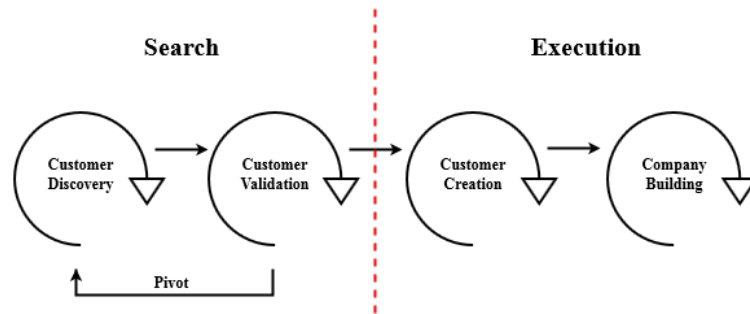 Search
Execution
Customer
Discovery
Customer
Validation
Customer
Creation
Company
Building
Pivot